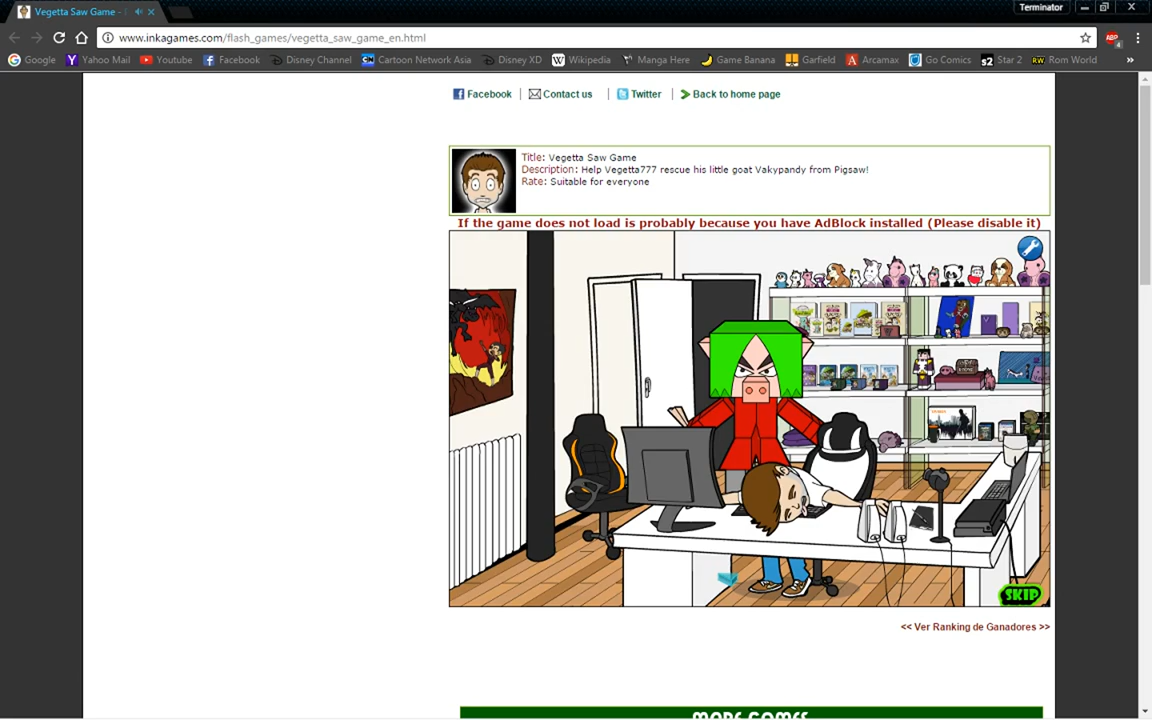 Vegetta Saw Game -
Terminator
www.inkagames.com/flash_games/vegetta_saw_game_en.html
ABP
4
Google
Yahoo Mail
Youtube
Facebook
Disney Channel
Cartoon Network Asia
Disney XD
Wikipedia
Manga Here
Game Banana
Garfield
Arcamax
Go Comics
Star 2
Rom World
Facebook
Contact us
Twitter
Back to home page
Title: Vegetta Saw Game
Description: Help Vegetta777 rescue his little goat Vakypandy from Pigsaw!
Rate: Suitable for everyone
If the game does not load is probably because you have AdBlock installed (Please disable it)
SKIP
<< Ver Ranking de Ganadores >>
MORE GAMES